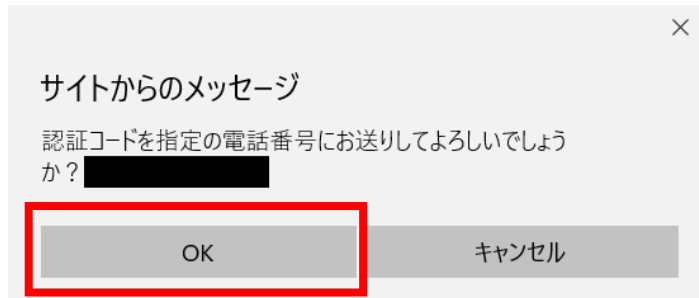 サイトからのメッセージ
認証コードを指定の電話番号にお送りしてよろしいでしょう
か？
OK
キャンセル